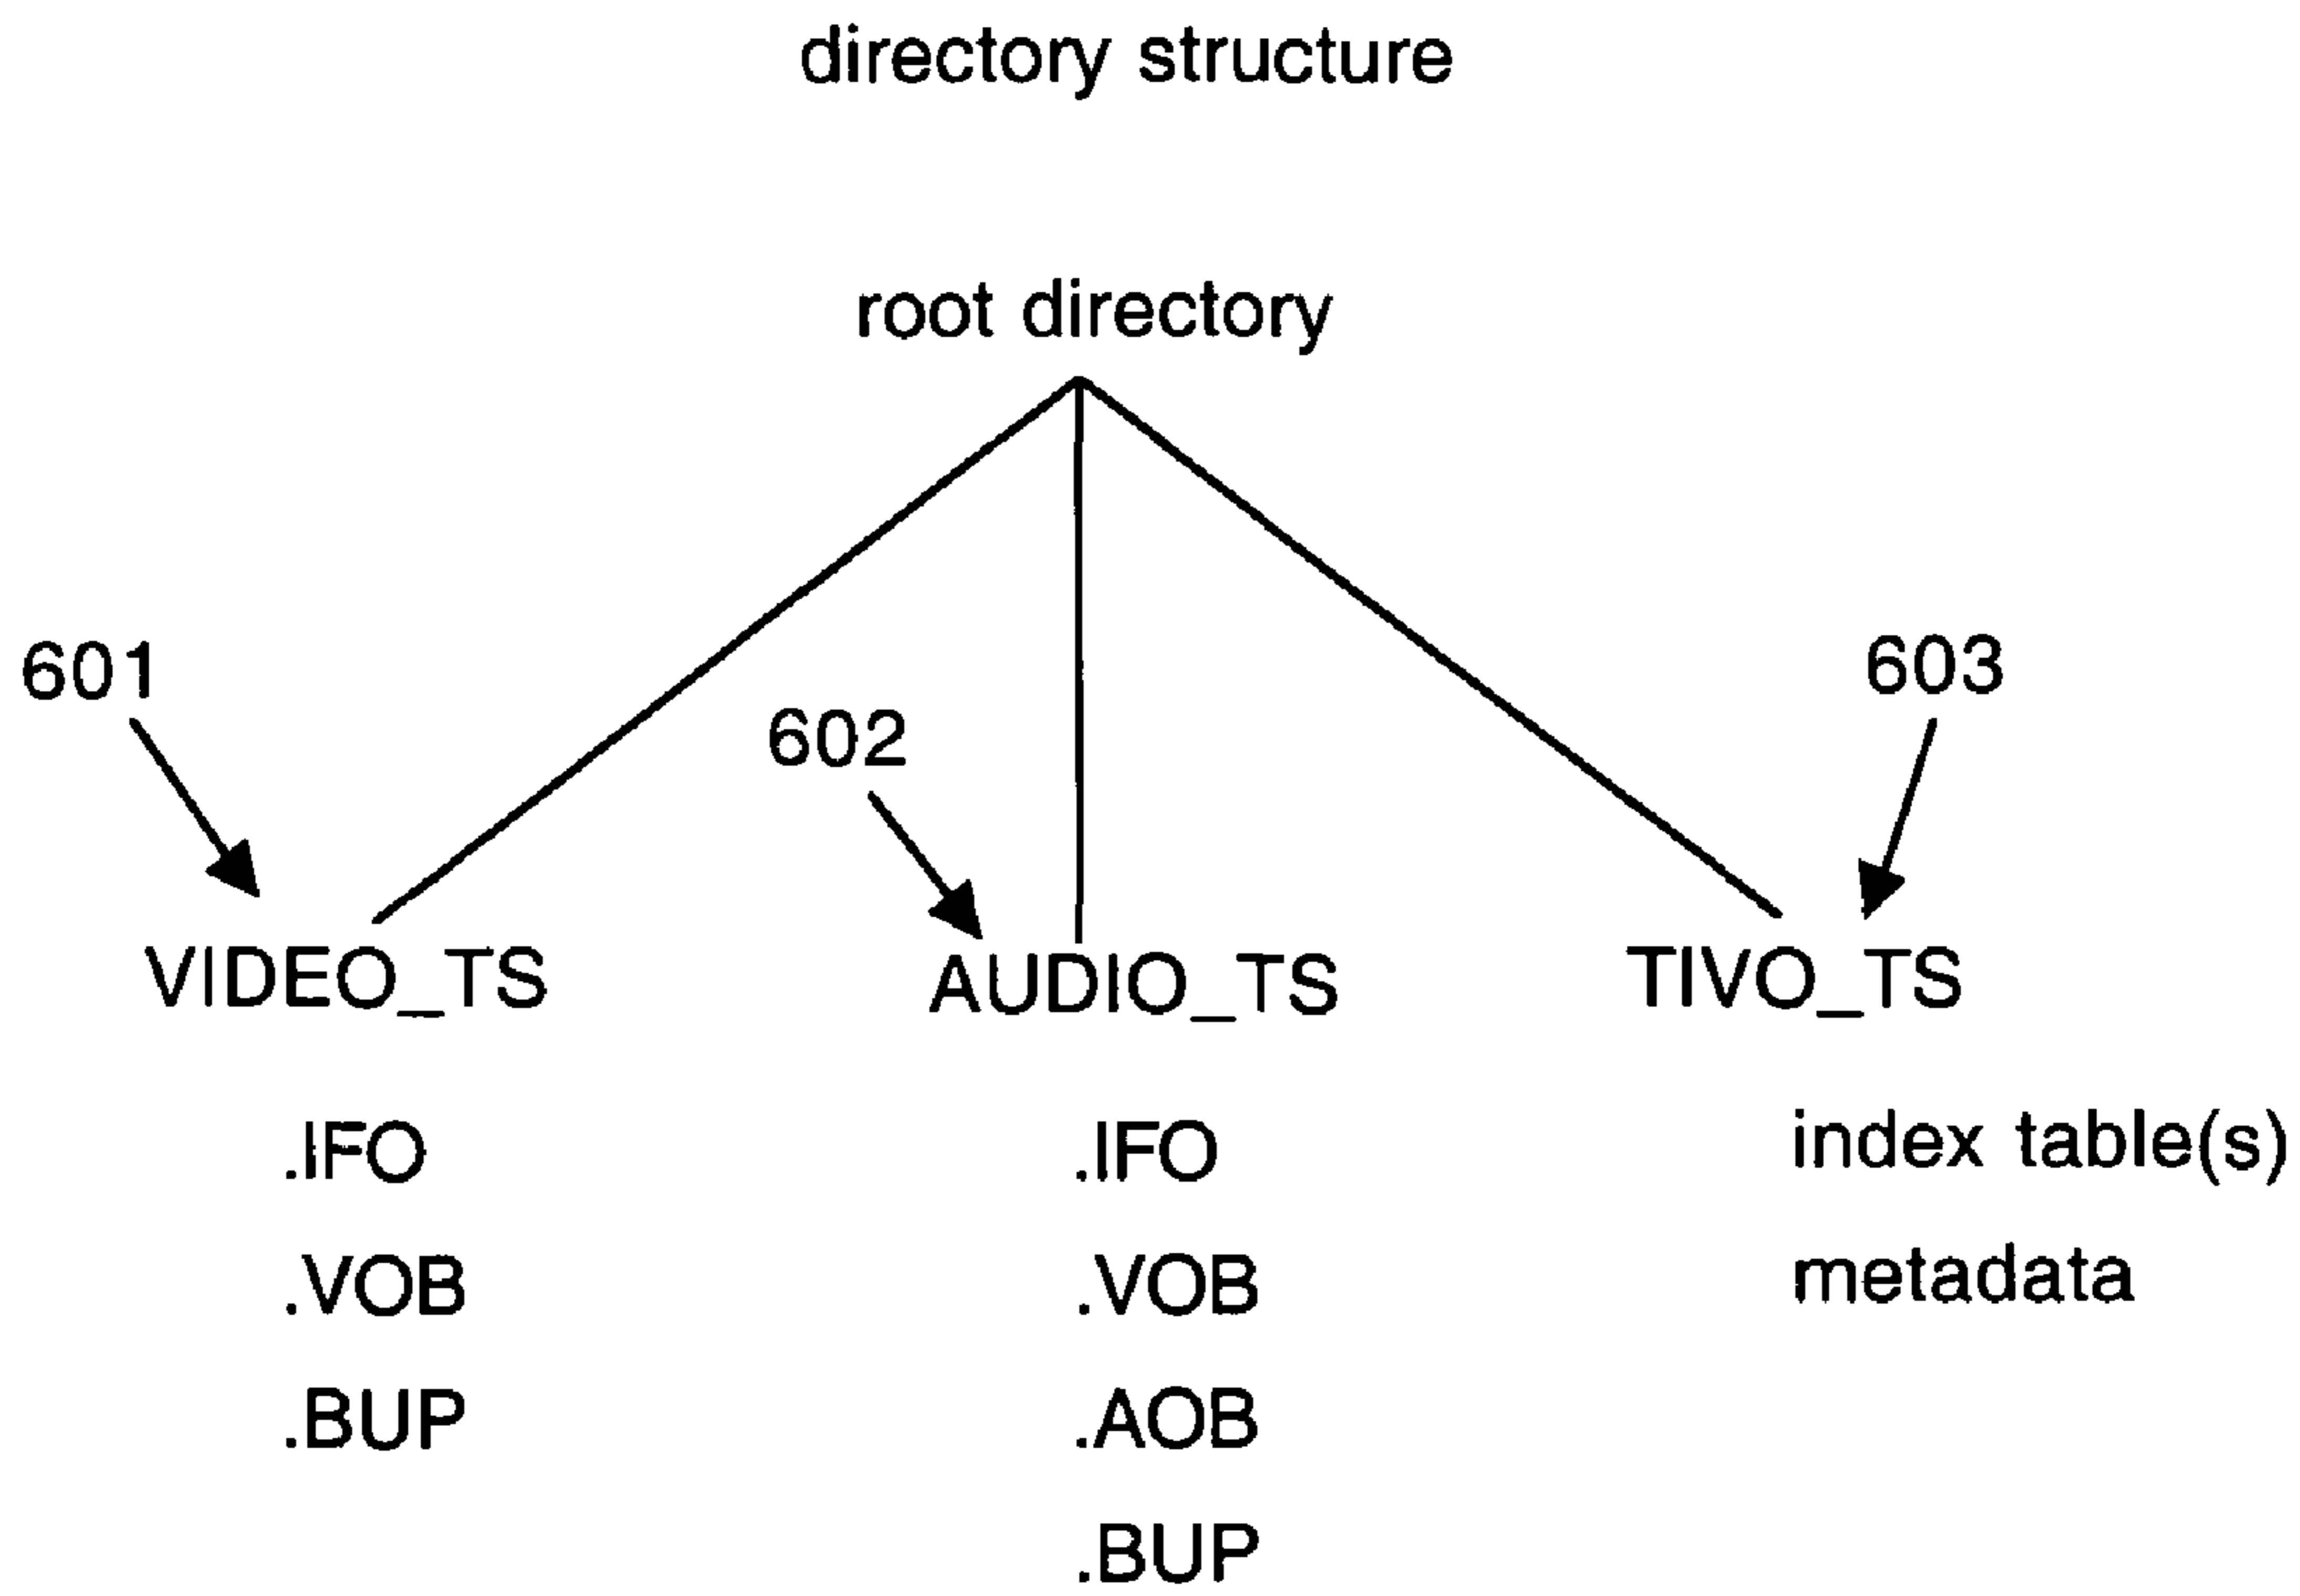 directory structure
root directory
601
602
603
VIDEO_TS
AUDIO_TS
TIVO_TS
.IFO
.VOB
.BUP
.IFO
.VOB
.AOB
.BUP
index table(s)
metadata